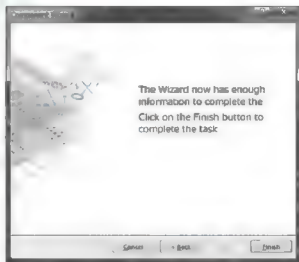 The Wizard now has enough
information to complete the
Click on the Finish button to
complete the task
Cancel
< Back
Finish